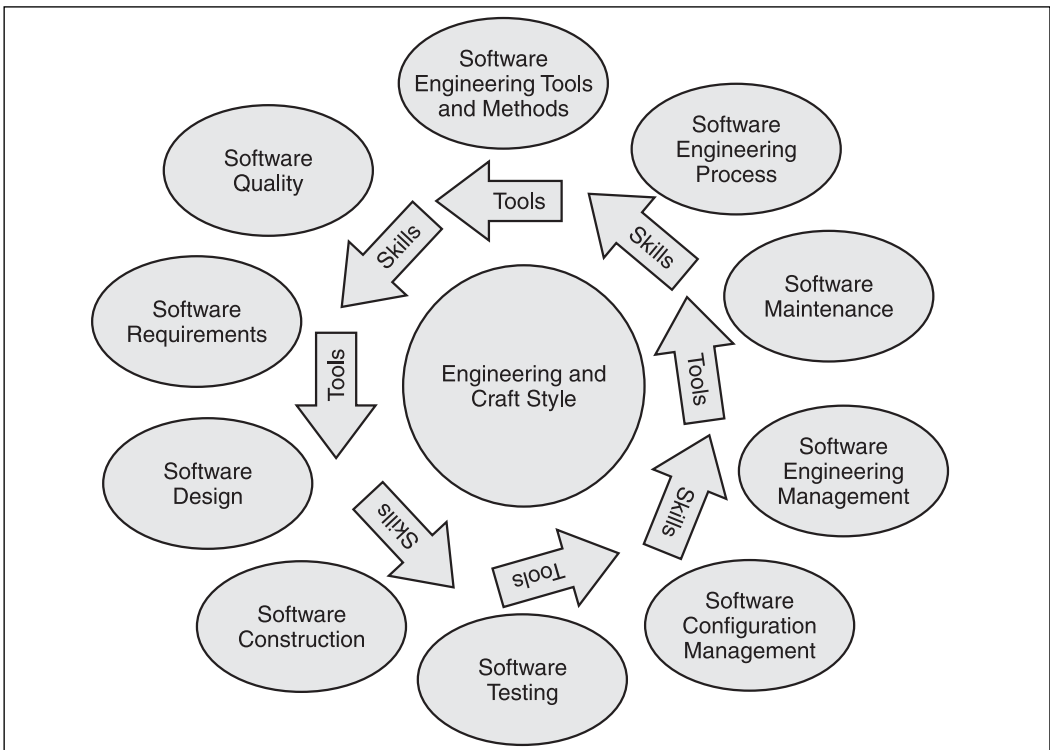 Software
Engineering Tools
and Methods
Software
Engineering
Process
Software
Quality
Tools
Skills
Skills
Software
Maintenance
Software
Requirements
Tools
Tools
Engineering and
Craft Style
Software
Engineering
Management
Software
Design
Skills
Skills
Tools
Software
Construction
Software
Configuration
Management
Software
Testing